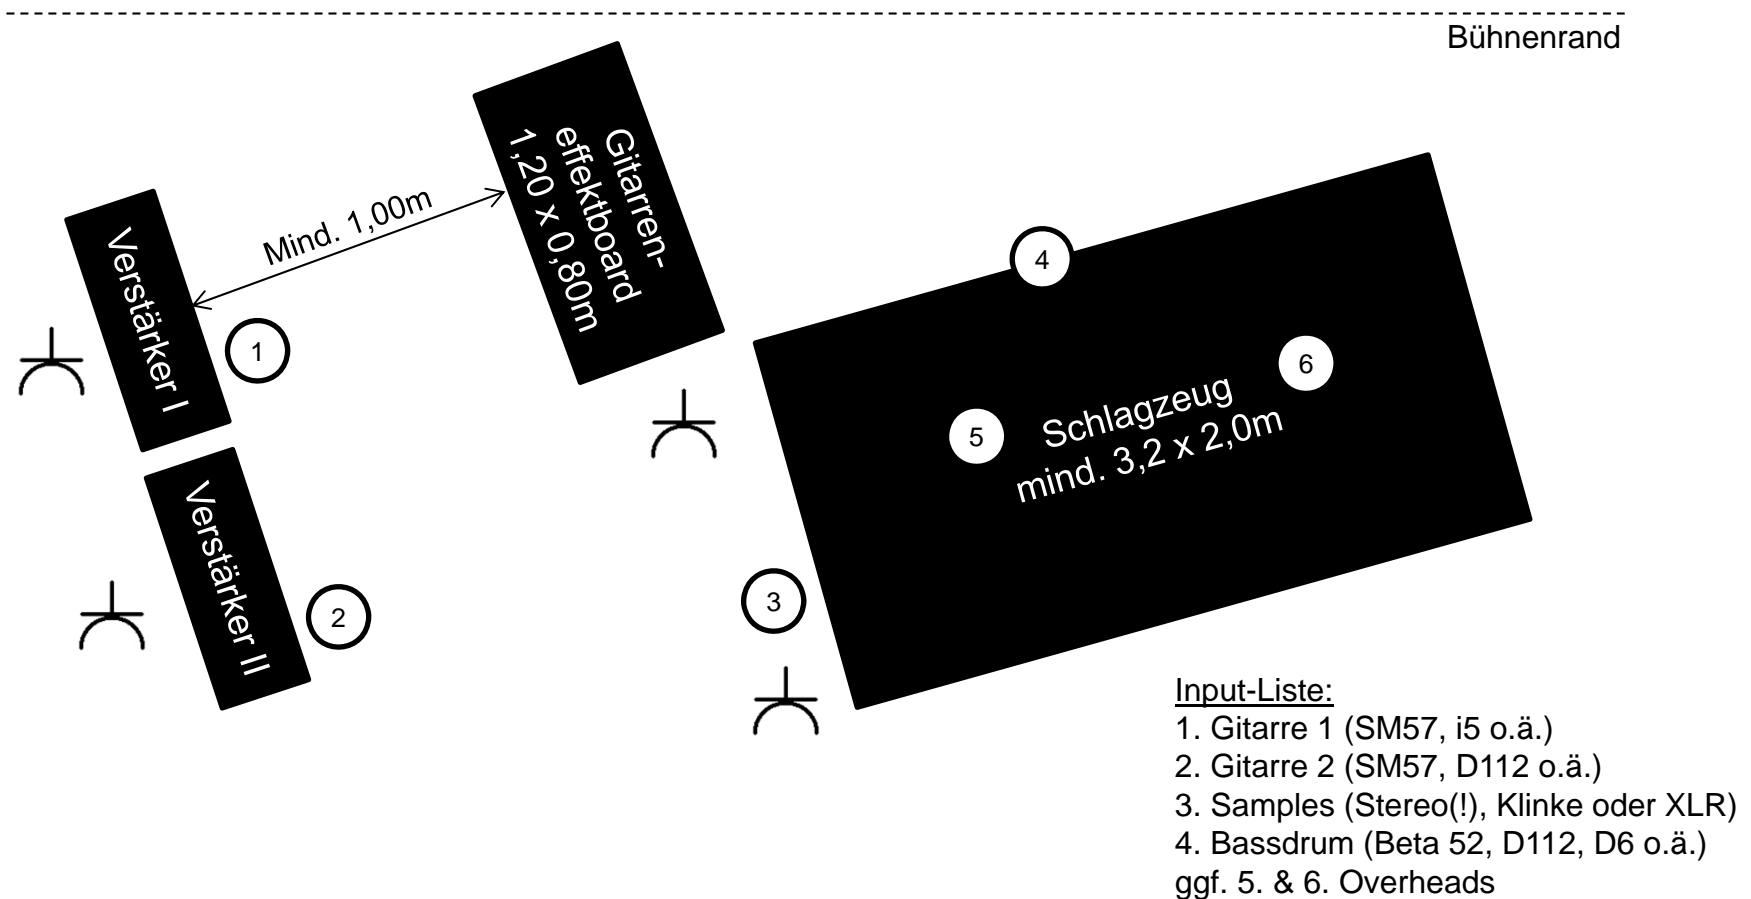 Bühnenrand
Gitarren-
effektboard
1,20 x 0,80m
Mind. 1,00m
Verstärker I
1
4
6
5
Schlagzeug
mind. 3,2 x 2,0m
Verstärker II
2
3
Input-Liste:
1. Gitarre 1 (SM57, i5 o.ä.)
2. Gitarre 2 (SM57, D112 o.ä.)
3. Samples (Stereo(!), Klinke oder XLR)
4. Bassdrum (Beta 52, D112, D6 o.ä.)
ggf. 5. & 6. Overheads